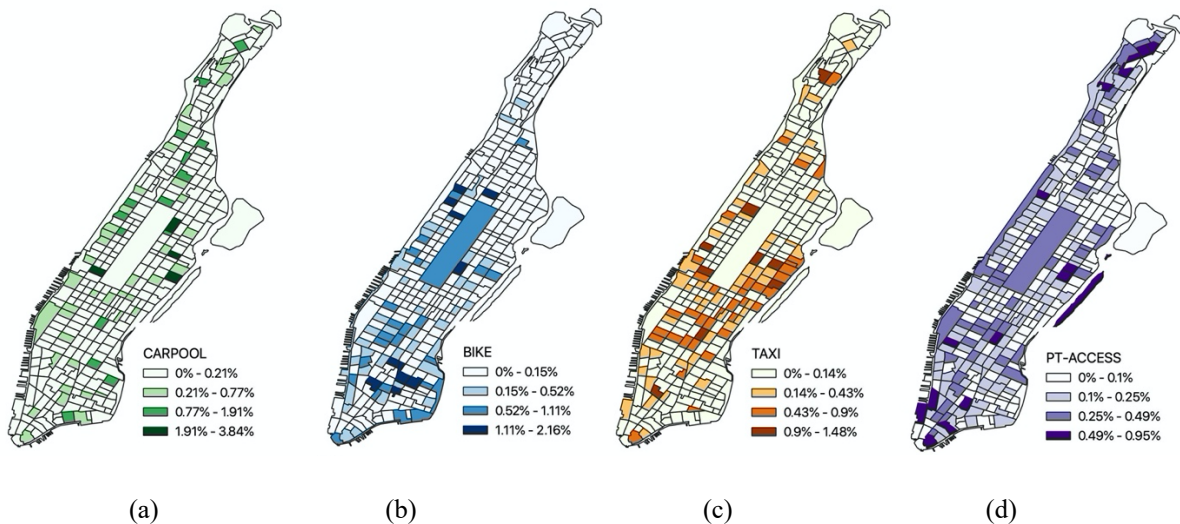 CARPOOL
0% - 0.21%
0.21% - 0.77%
0.77% - 1.91%
1.91% - 3.84%
BIKE
0% - 0.15%
0.15% - 0.52%
0.52% - 1.11%
1.11% - 2.16%
TAXI
0% - 0.14%
0.14% - 0.43%
0.43% - 0.9%
0.9% - 1.48%
PT-ACCESS
0% - 0.1%
0.1% - 0.25%
0.25% - 0.49%
0.49% - 0.95%
(a) (b) (c) (d)